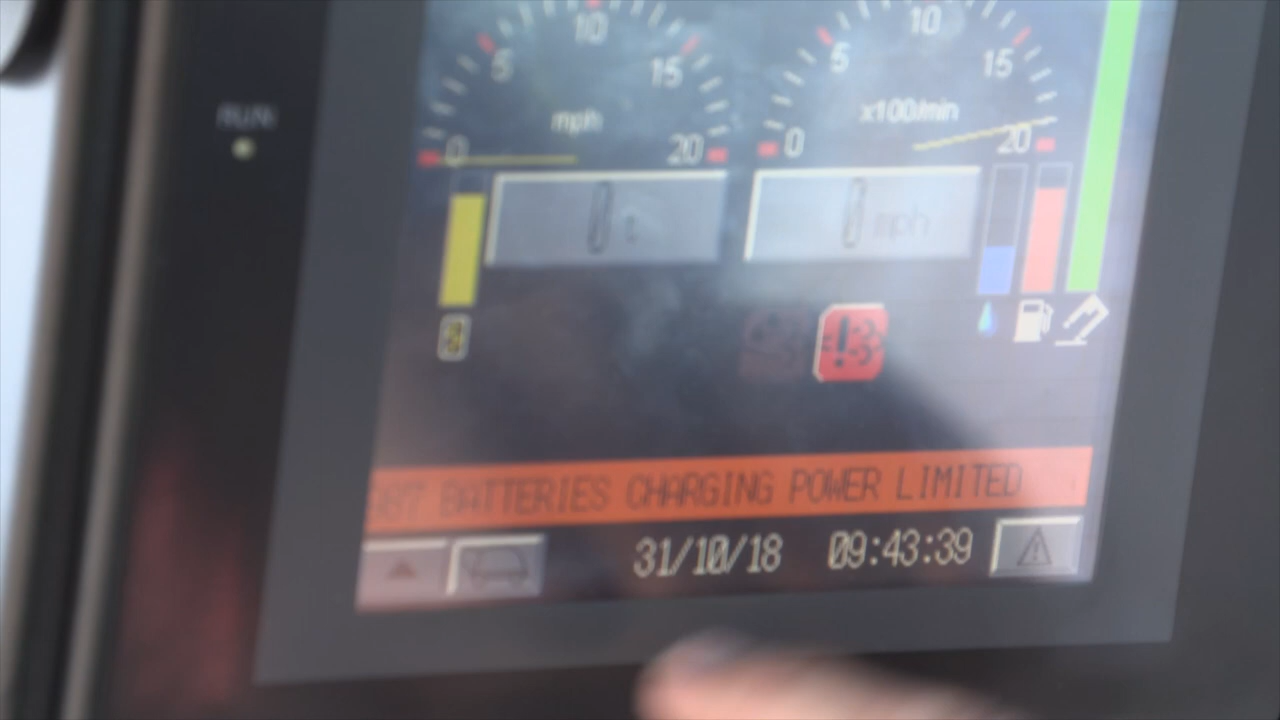 RUN
10 10
5 15 5 15
mph x100/min
0 20 0 20
0 t 0 mph
BATTERIES CHARGING POWER LIMITED
31/10/18 09:43:39